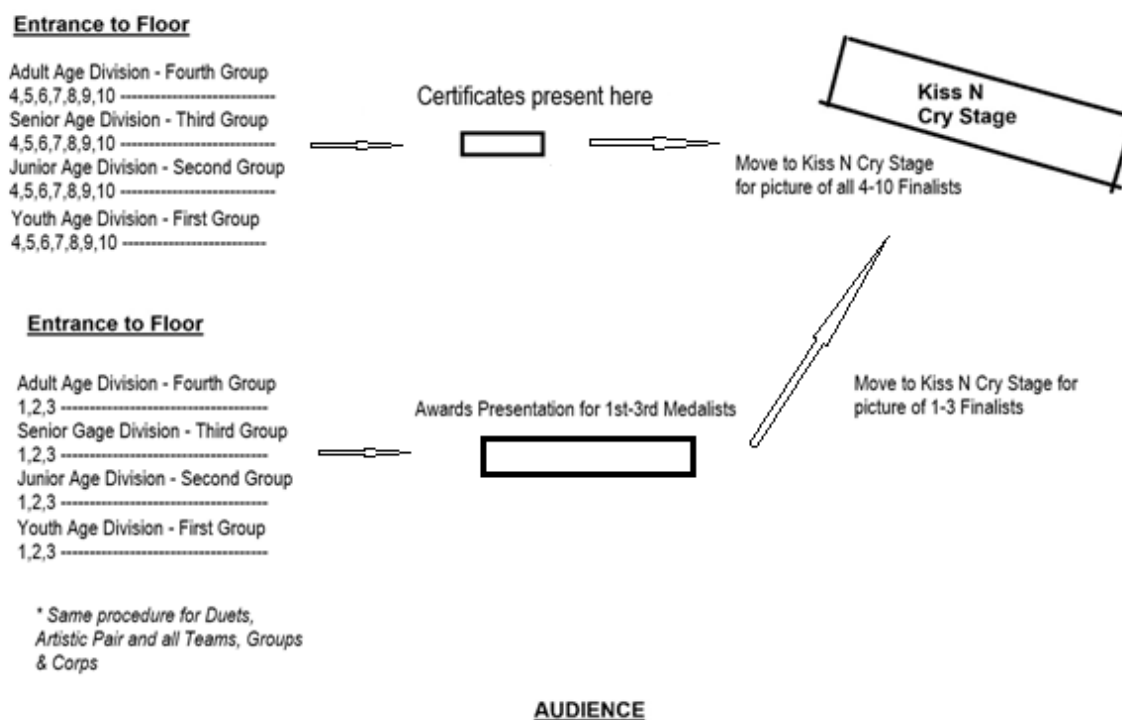 Entrance to Floor
Adult Age Division - Fourth Group
4,5,6,7,8,9,10 ----------------------------
Senior Age Division - Third Group
4,5,6,7,8,9,10 ----------------------------
Junior Age Division - Second Group
4,5,6,7,8,9,10 ----------------------------
Youth Age Division - First Group
4,5,6,7,8,9,10 --------------------------
Certificates present here
Kiss N
Cry Stage
Move to Kiss N Cry Stage
for picture of all 4-10 Finalists
Entrance to Floor
Adult Age Division - Fourth Group
1,2,3 -------------------------------------
Senior Gage Division - Third Group
1,2,3 -------------------------------------
Junior Age Division - Second Group
1,2,3 -------------------------------------
Youth Age Division - First Group
1,2,3 -------------------------------------
Awards Presentation for 1st-3rd Medalists
Move to Kiss N Cry Stage for
picture of 1-3 Finalists
* Same procedure for Duets,
Artistic Pair and all Teams, Groups
& Corps
AUDIENCE